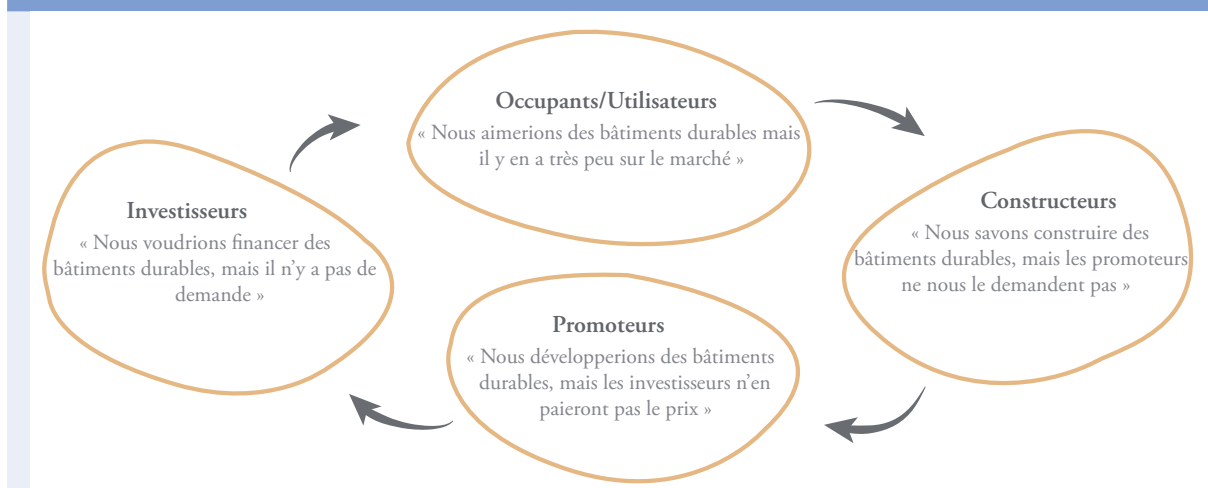 Occupants/Utilisateurs
« Nous aimerions des bâtiments durables mais
il y en a très peu sur le marché »
Investisseurs
« Nous voudrions financer des
bâtiments durables, mais il n’y a pas de
demande »
Constructeurs
« Nous savons construire des
bâtiments durables, mais les promoteurs
ne nous le demandent pas »
Promoteurs
« Nous développerions des bâtiments
durables, mais les investisseurs n’en
paieront pas le prix »